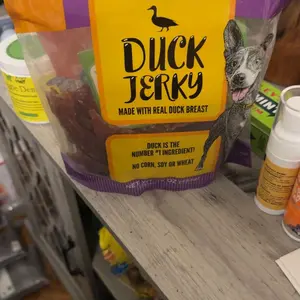 DUCK
JERKY
MADE WITH REAL DUCK BREAST
DUCK IS THE
NUMBER #1 INGREDIENT!
NO CORN, SOY OR WHEAT